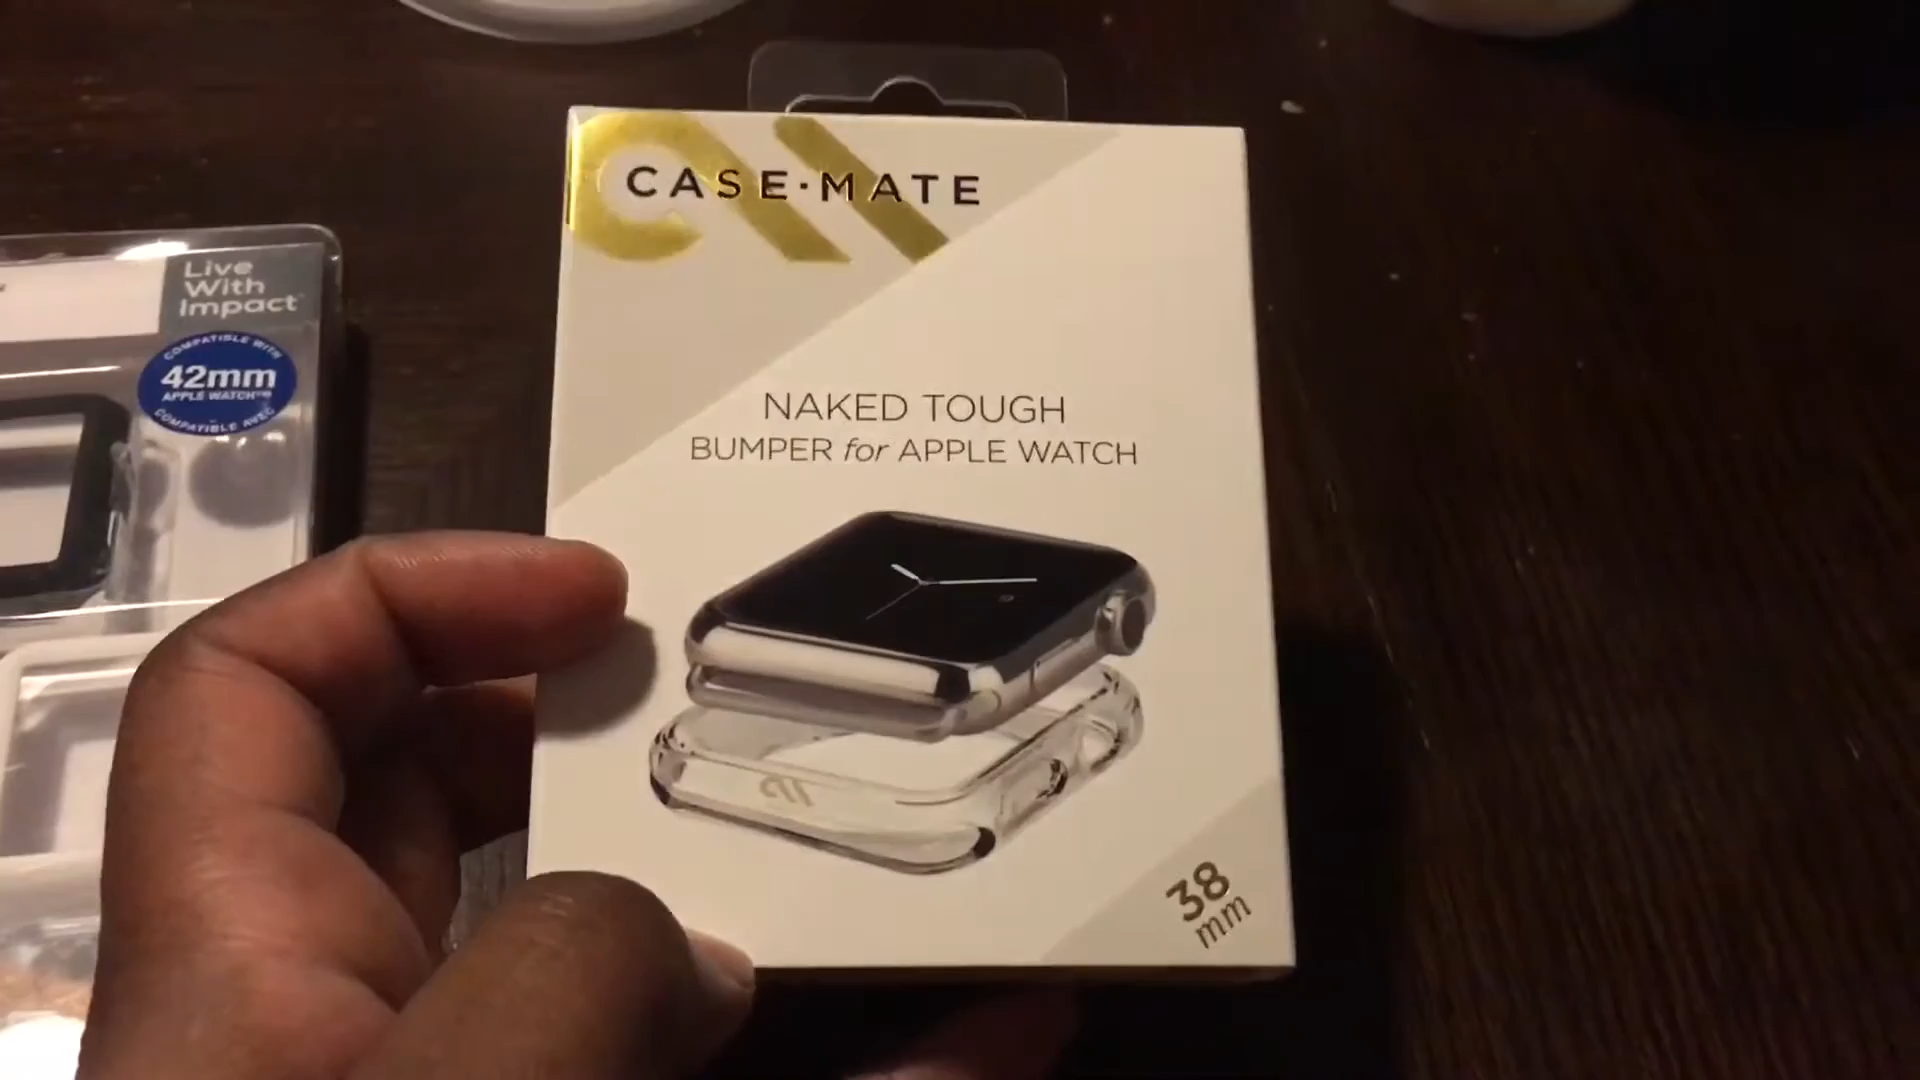 CASE·MATE
NAKED TOUGH
BUMPER for APPLE WATCH
38
mm
Live
With
Impact
COMPATIBLE WITH
42mm
APPLE WATCH™
COMPATIBLE AVEC